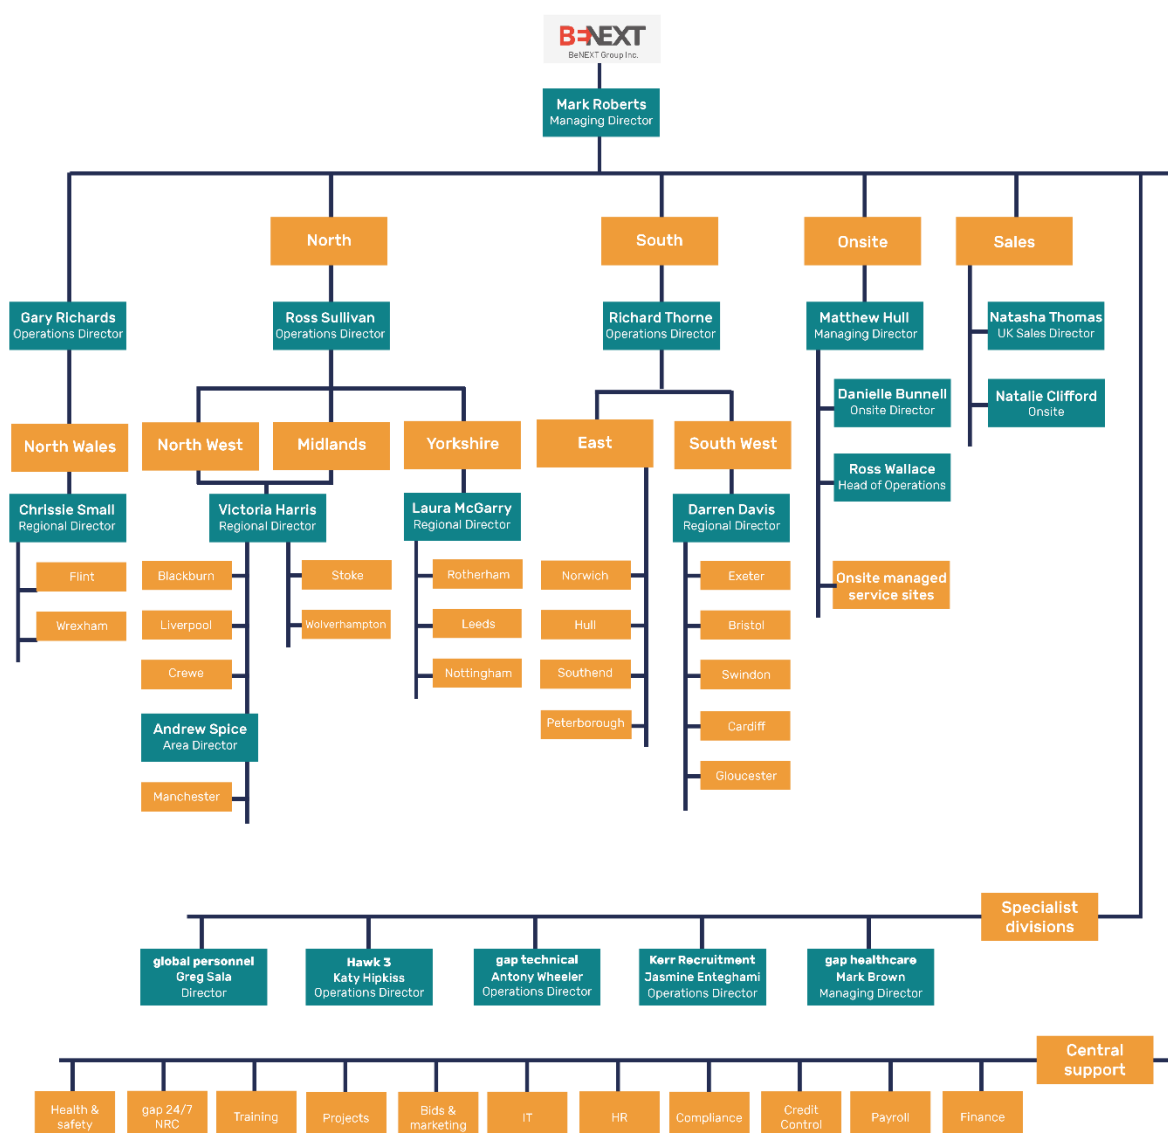 BENEXT
BeNEXT Group Inc.
Mark Roberts
Managing Director
North
South
Onsite
Sales
Gary Richards
Operations Director
Ross Sullivan
Operations Director
Richard Thorne
Operations Director
Matthew Hull
Managing Director
Natasha Thomas
UK Sales Director
Danielle Bunnell
Onsite Director
Natalie Clifford
Onsite
North Wales
North West
Midlands
Yorkshire
East
South West
Ross Wallace
Head of Operations
Chrissie Small
Regional Director
Victoria Harris
Regional Director
Laura McGarry
Regional Director
Darren Davis
Regional Director
Flint
Wrexham
Blackburn
Liverpool
Crewe
Andrew Spice
Area Director
Manchester
Stoke
Wolverhampton
Rotherham
Leeds
Nottingham
Norwich
Hull
Southend
Peterborough
Exeter
Bristol
Swindon
Cardiff
Gloucester
Onsite managed
service sites
Specialist
divisions
global personnel
Greg Sala
Director
Hawk 3
Katy Hipkiss
Operations Director
gap technical
Antony Wheeler
Operations Director
Kerr Recruitment
Jasmine Enteghami
Operations Director
gap healthcare
Mark Brown
Managing Director
Central
support
Health &
safety
gap 24/7
NRC
Training
Projects
Bids &
marketing
IT
HR
Compliance
Credit
Control
Payroll
Finance